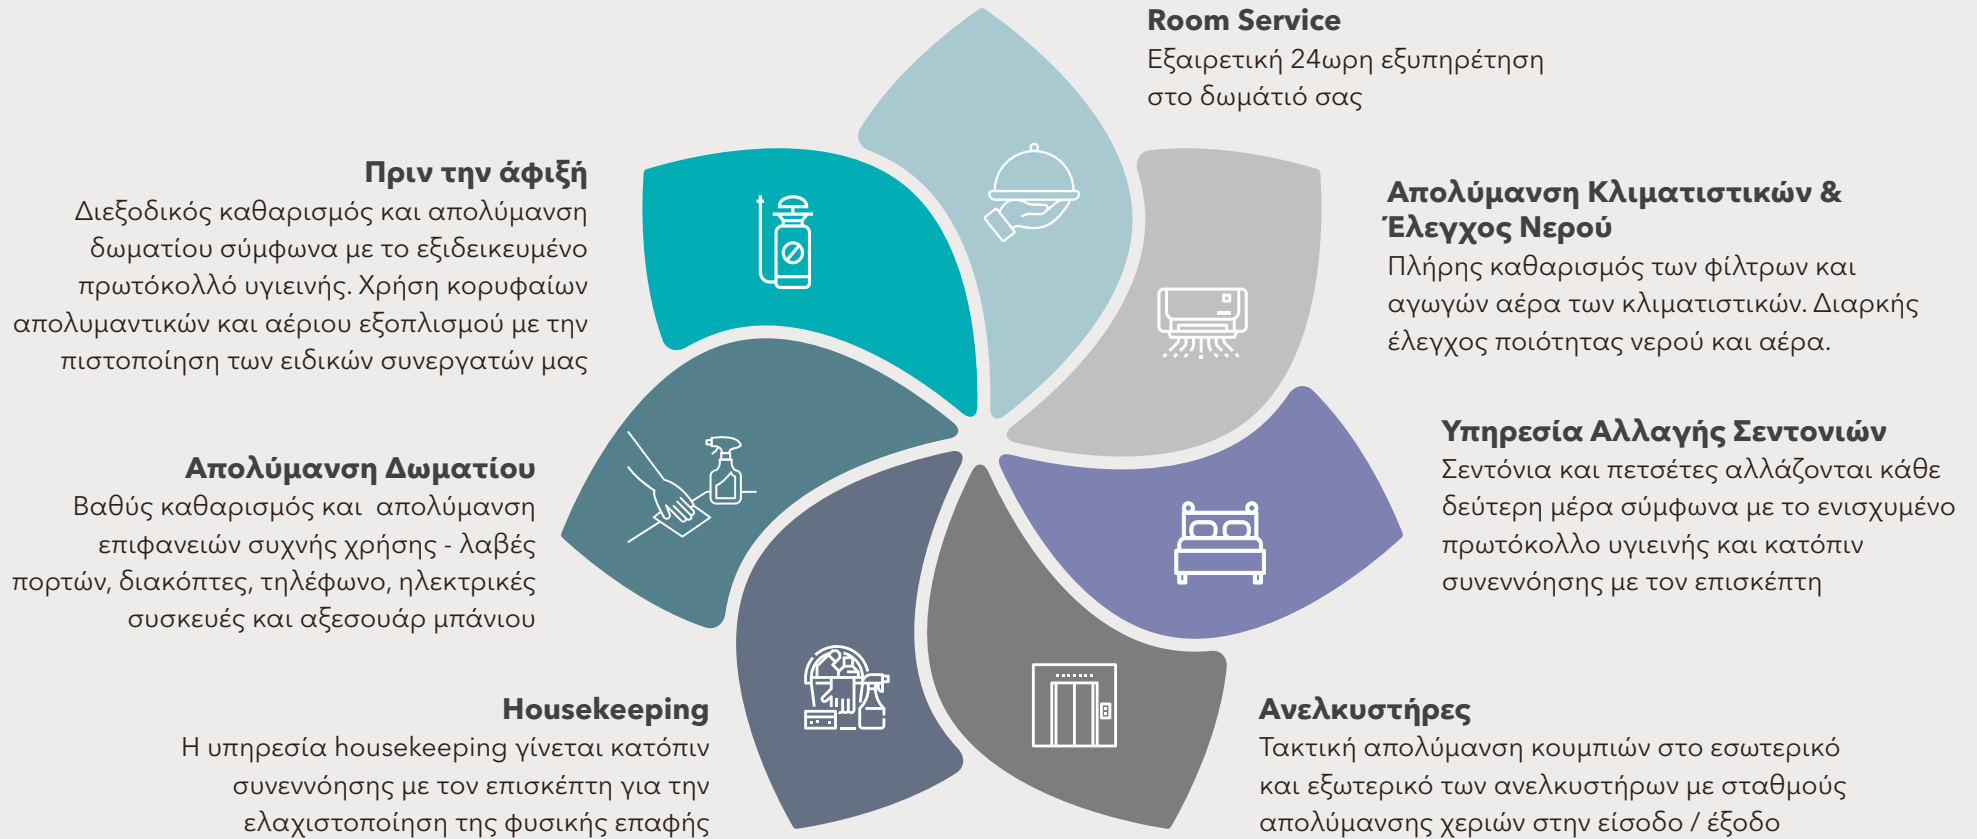 Room Service
Εξαιρετική 24ωρη εξυπηρέτηση
στο δωμάτιό σας
Απολύμανση Κλιματιστικών &
Έλεγχος Νερού
Πλήρης καθαρισμός των φίλτρων και
αγωγών αέρα των κλιματιστικών. Διαρκής
έλεγχος ποιότητας νερού και αέρα.
Υπηρεσία Αλλαγής Σεντονιών
Σεντόνια και πετσέτες αλλάζονται κάθε
δεύτερη μέρα σύμφωνα με το ενισχυμένο
πρωτόκολλο υγιεινής και κατόπιν
συνεννόησης με τον επισκέπτη
Ανελκυστήρες
Τακτική απολύμανση κουμπιών στο εσωτερικό
και εξωτερικό των ανελκυστήρων με σταθμούς
απολύμανσης χεριών στην είσοδο / έξοδο
Housekeeping
Η υπηρεσία housekeeping γίνεται κατόπιν
συνεννόησης με τον επισκέπτη για την
ελαχιστοποίηση της φυσικής επαφής
Απολύμανση Δωματίου
Βαθύς καθαρισμός και απολύμανση
επιφανειών συχνής χρήσης - λαβές
πορτών, διακόπτες, τηλέφωνο, ηλεκτρικές
συσκευές και αξεσουάρ μπάνιου
Πριν την άφιξή
Διεξοδικός καθαρισμός και απολύμανση
δωματίου σύμφωνα με το εξιδεικευμένο
πρωτόκολλό υγιεινής. Χρήση κορυφαίων
απολυμαντικών και αέριου εξοπλισμού με την
πιστοποίηση των ειδικών συνεργατών μας